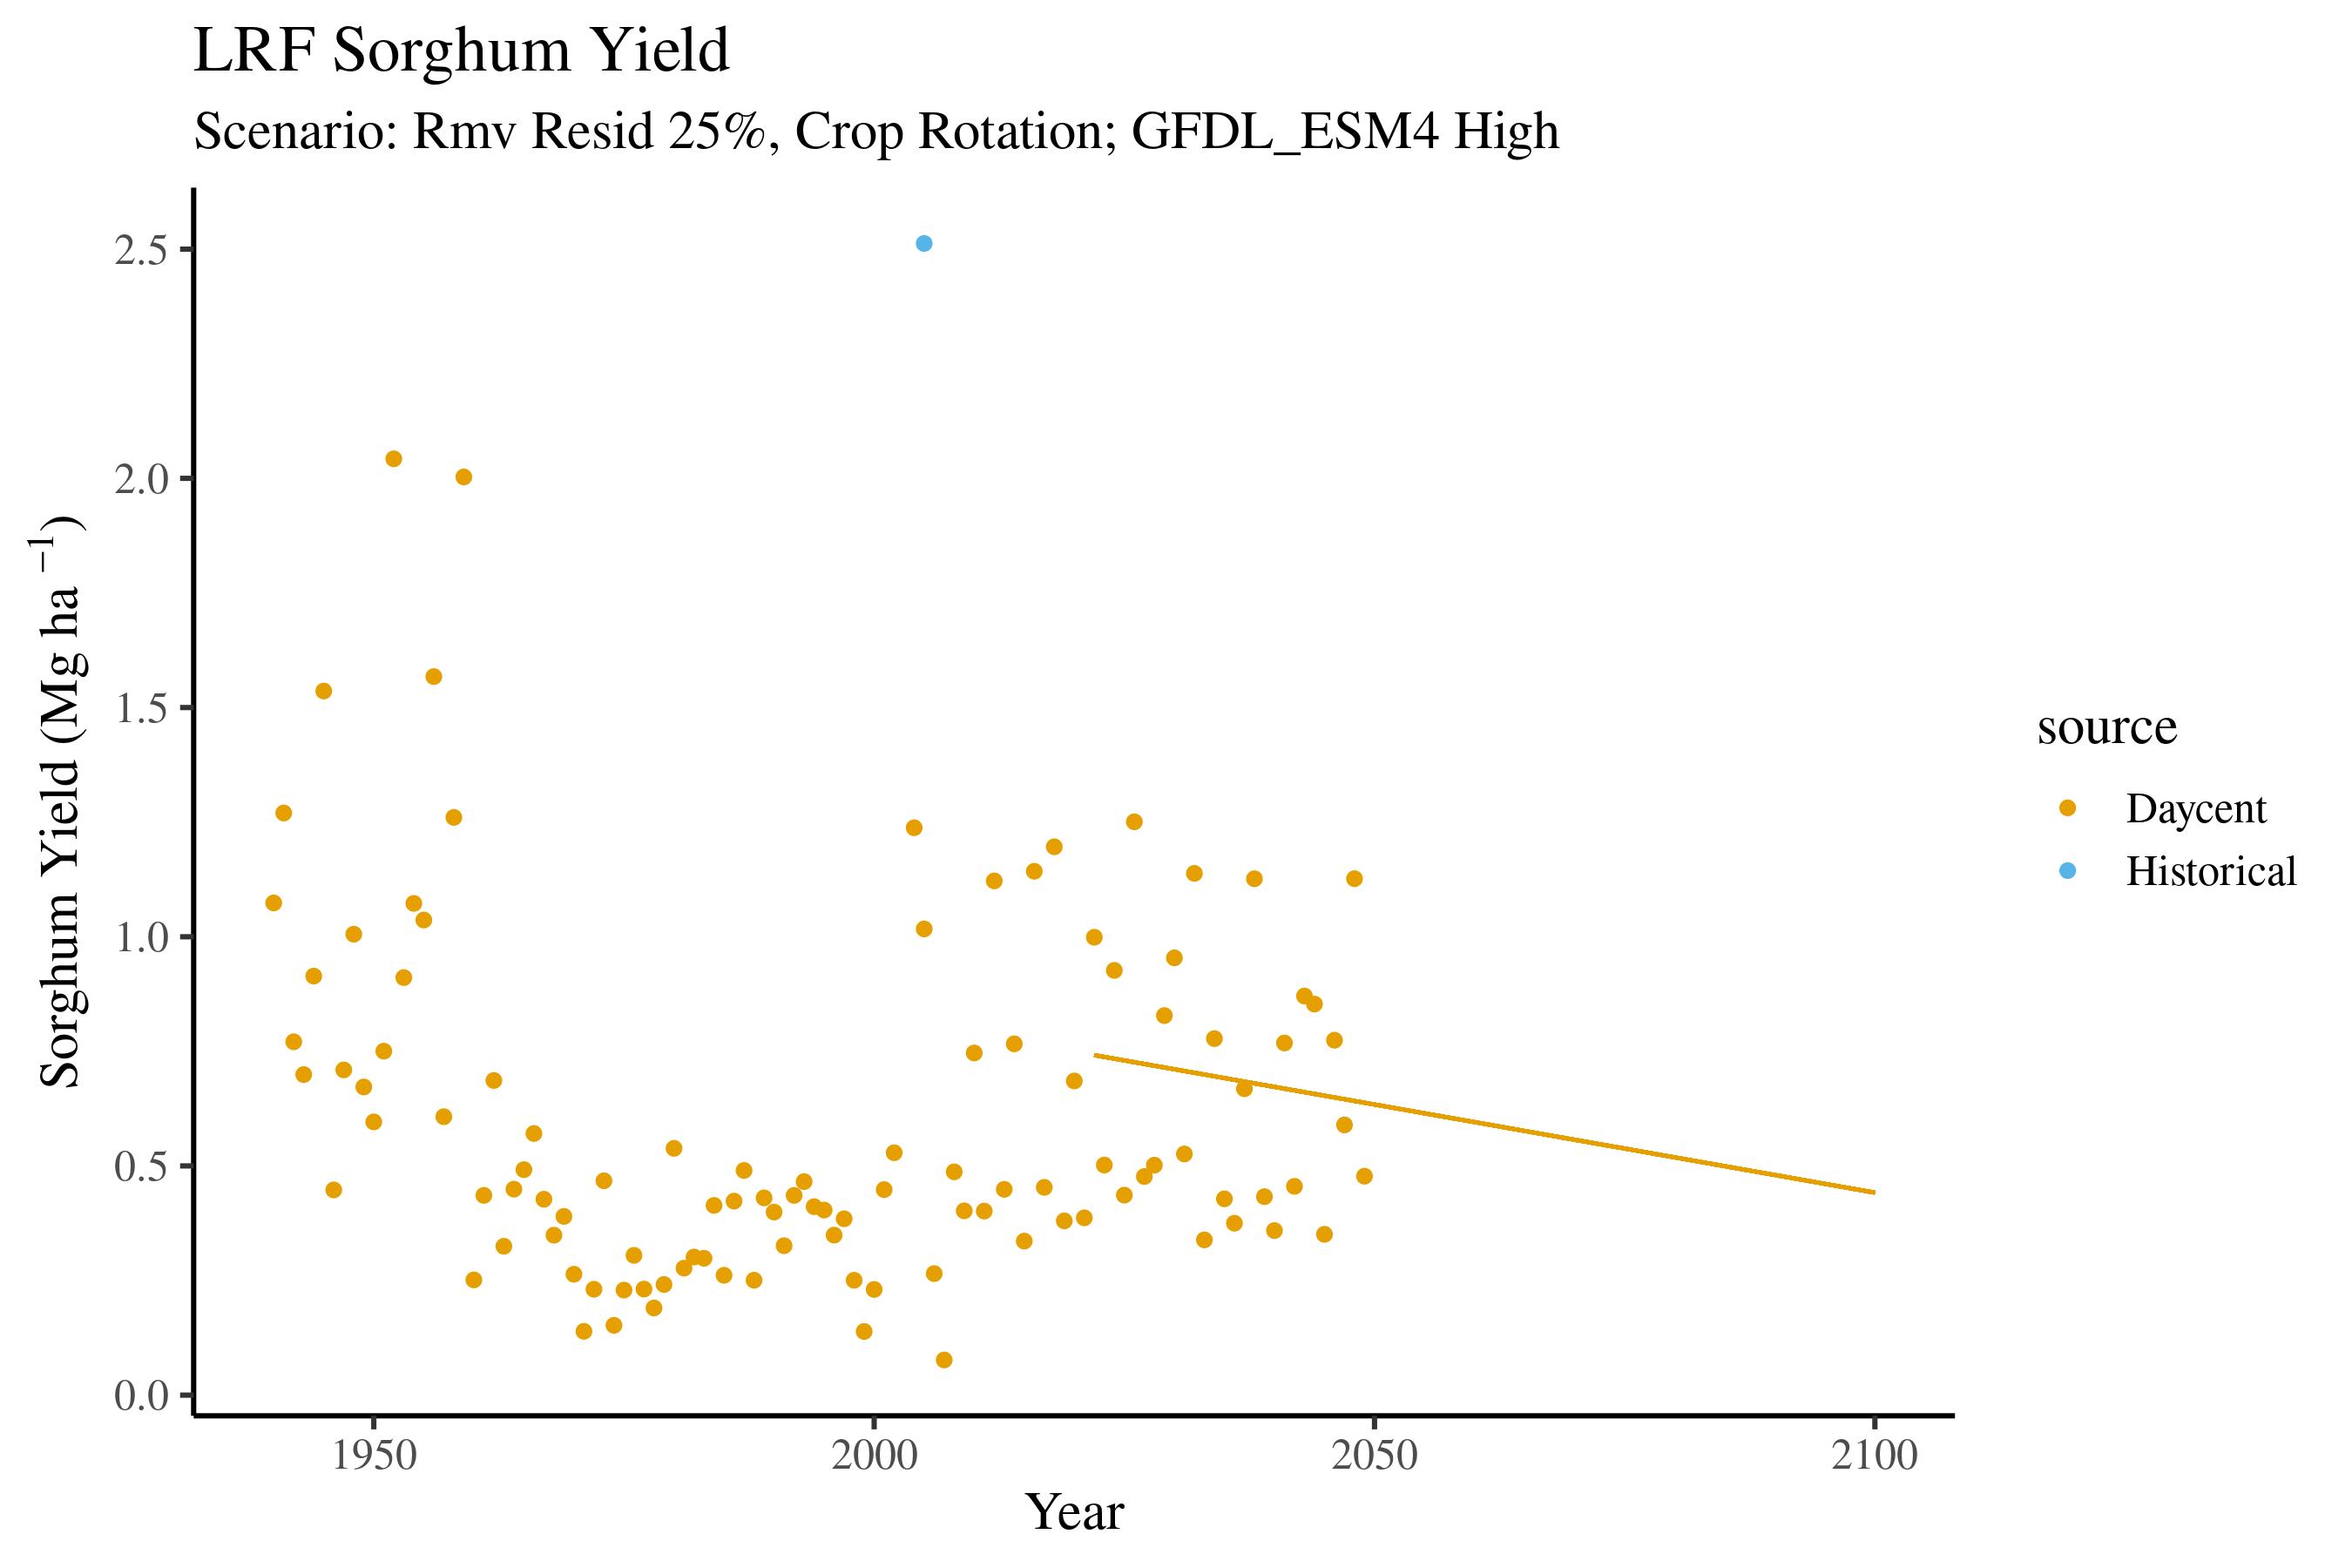 LRF Sorghum Yield
Scenario: Rmv Resid 25%, Crop Rotation; GFDL_ESM4 High
Sorghum Yield (Mg ha −1)
2.5
2.0
1.5
1.0
0.5
0.0
1950 2000 2050 2100
Year
source
Daycent
Historical